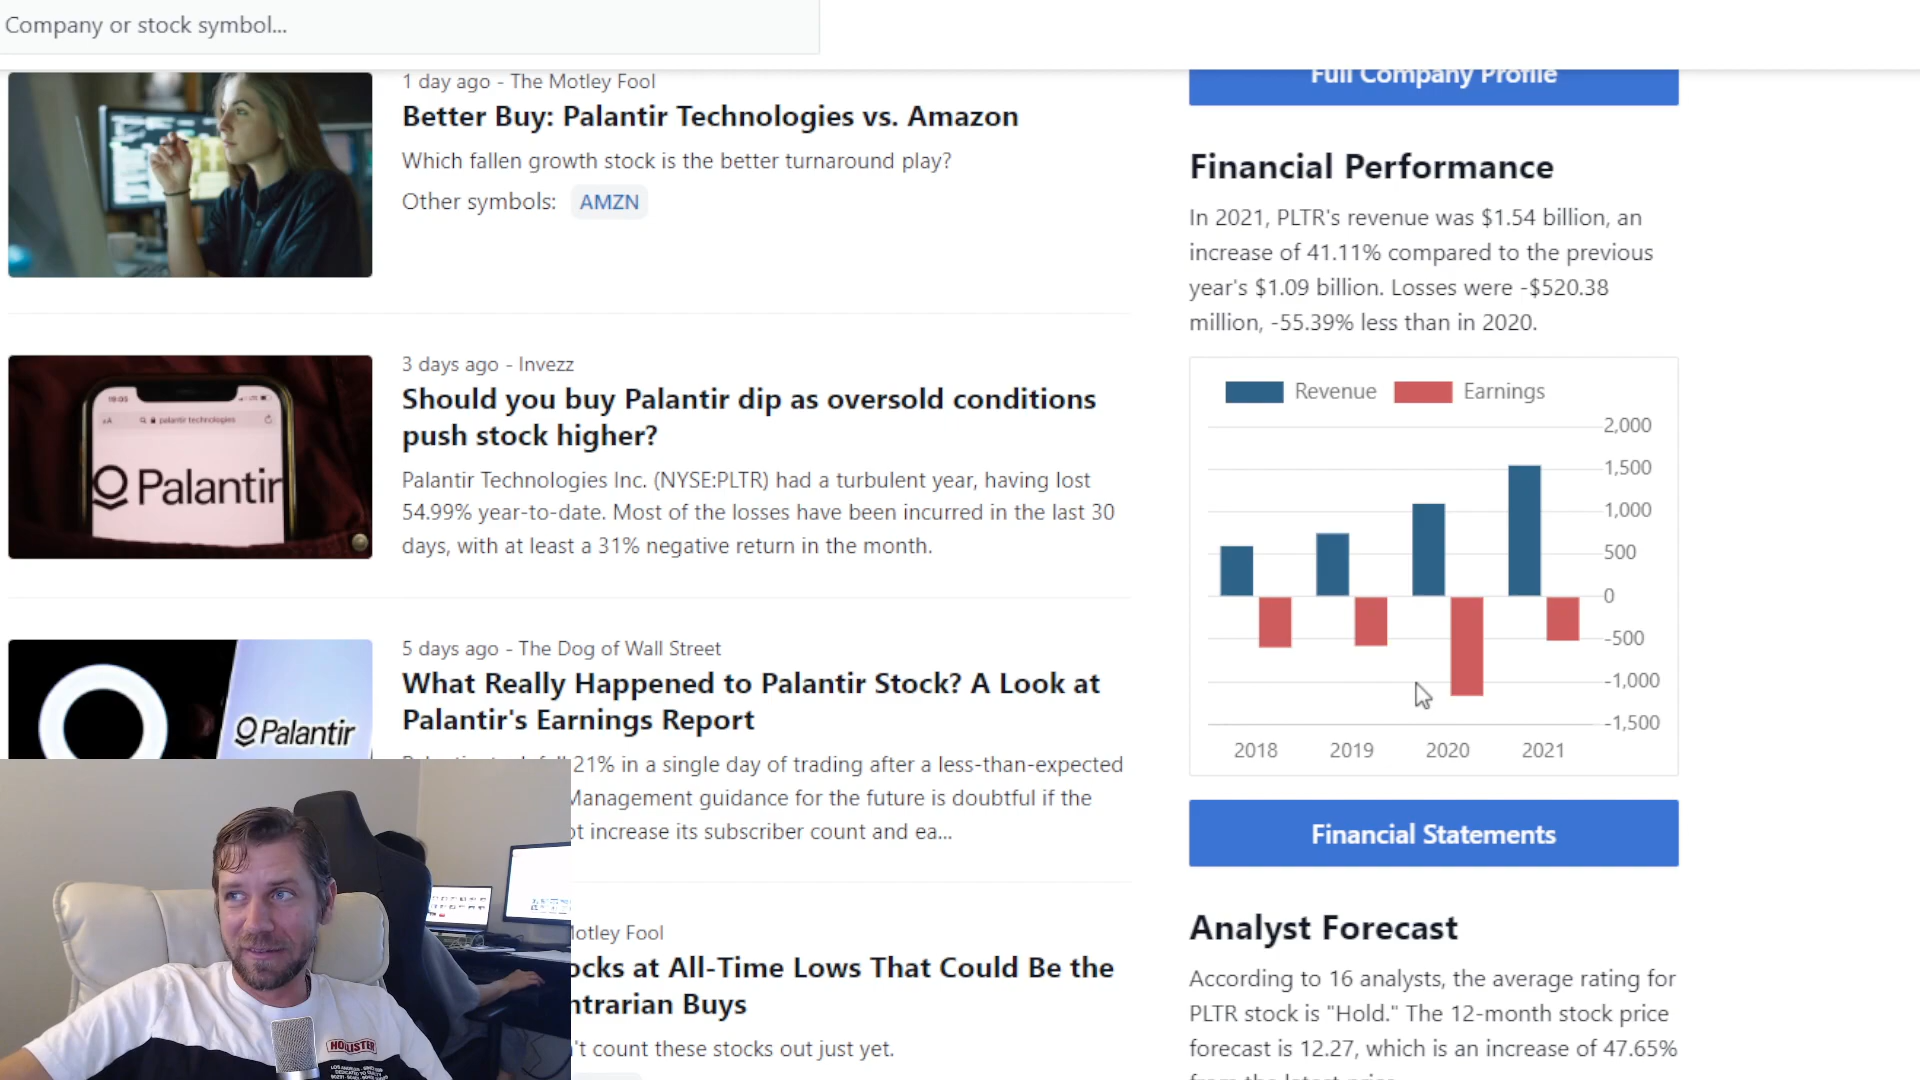 Company or stock symbol...
1 day ago - The Motley Fool
Better Buy: Palantir Technologies vs. Amazon
Which fallen growth stock is the better turnaround play?
Other symbols: AMZN
3 days ago - Invezz
Should you buy Palantir dip as oversold conditions
push stock higher?
Palantir Technologies Inc. (NYSE:PLTR) had a turbulent year, having lost
54.99% year-to-date. Most of the losses have been incurred in the last 30
days, with at least a 31% negative return in the month.
palantir technologies
Palantir
5 days ago - The Dog of Wall Street
What Really Happened to Palantir Stock? A Look at
Palantir's Earnings Report
21% in a single day of trading after a less-than-expected
Management guidance for the future is doubtful if the
increase its subscriber count and ea...
Palantir
Motley Fool
at All-Time Lows That Could Be the
Buys
count these stocks out just yet.
HOLLISTER
Full Company Profile
Financial Performance
In 2021, PLTR's revenue was $1.54 billion, an
increase of 41.11% compared to the previous
year's $1.09 billion. Losses were -$520.38
million, -55.39% less than in 2020.
Revenue Earnings
2,000
1,500
1,000
500
0
-500
-1,000
-1,500
2018 2019 2020 2021
Financial Statements
Analyst Forecast
According to 16 analysts, the average rating for
PLTR stock is "Hold." The 12-month stock price
forecast is 12.27, which is an increase of 47.65%